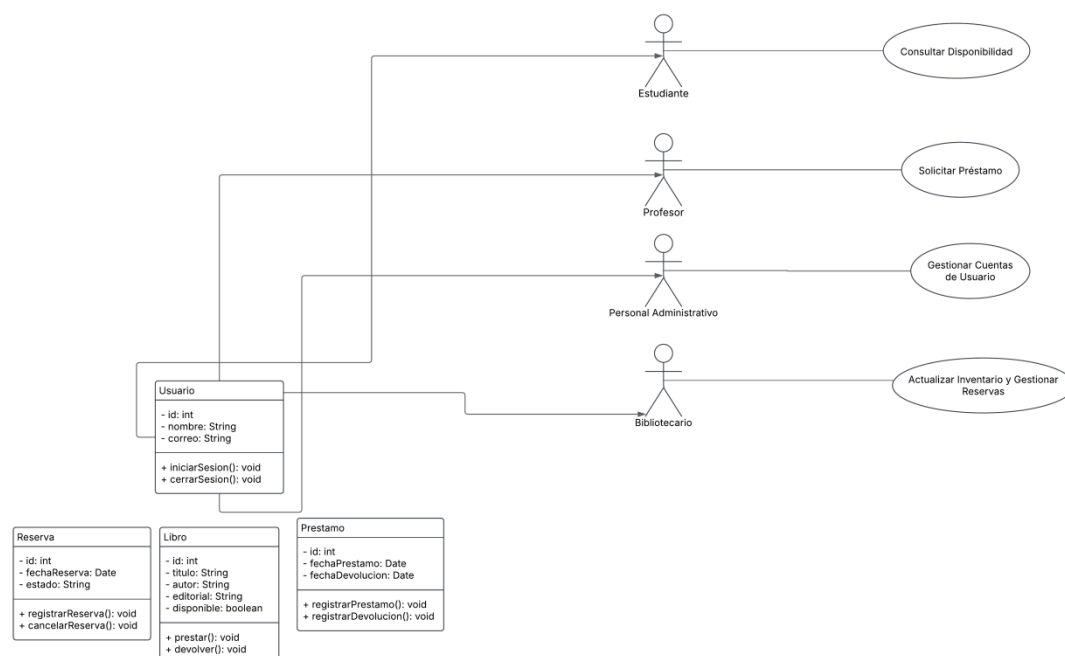 Consultar Disponibilidad
Estudiante
Solicitar Préstamo
Profesor
Gestionar Cuentas
de Usuario
Personal Administrativo
Actualizar Inventario y Gestionar
Reservas
Bibliotecario
Usuario
- id: int
- nombre: String
- correo: String
+ iniciarSesion(): void
+ cerrarSesion(): void
Reserva
- id: int
- fechaReserva: Date
- estado: String
+ registrarReserva(): void
+ cancelarReserva(): void
Libro
- id: int
- titulo: String
- autor: String
- editorial: String
- disponible: boolean
+ prestar(): void
+ devolver(): void
Prestamo
- id: int
- fechaPrestamo: Date
- fechaDevolucion: Date
+ registrarPrestamo(): void
+ registrarDevolucion(): void